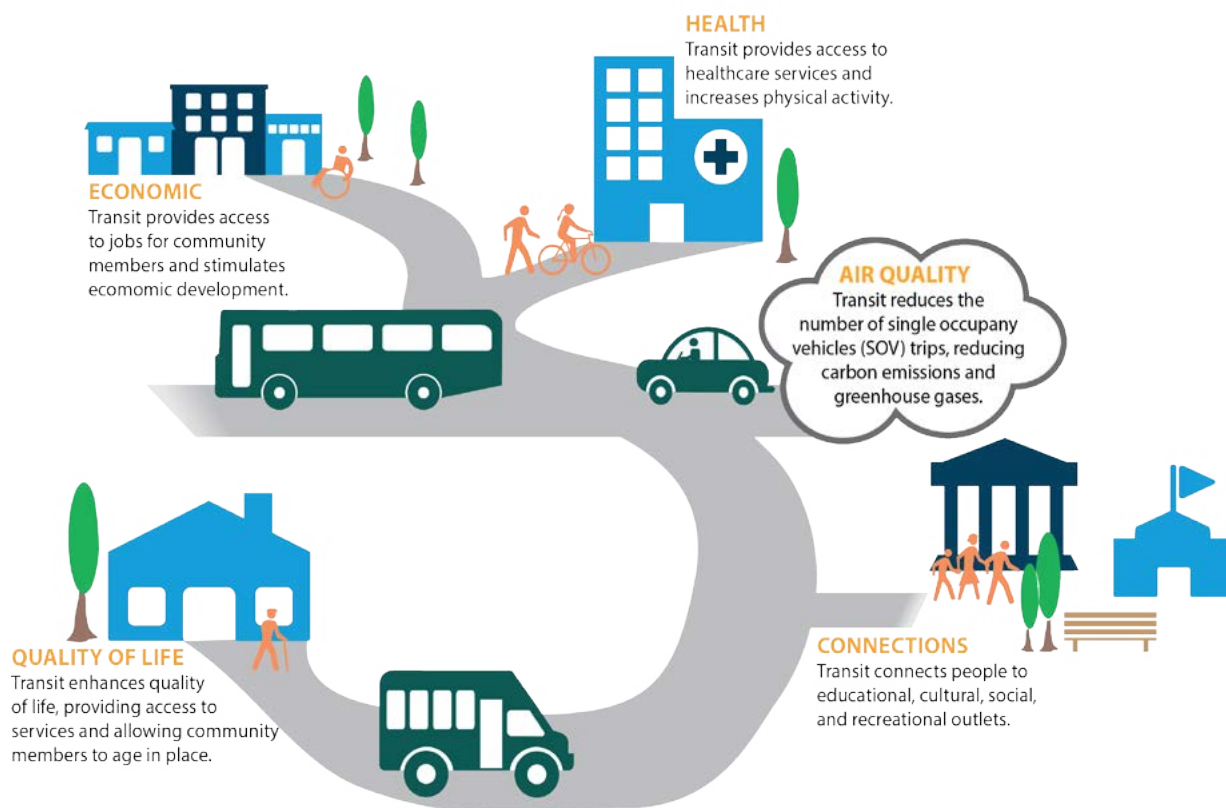 HEALTH
Transit provides access to
healthcare services and
increases physical activity.
ECONOMIC
Transit provides access
to jobs for community
members and stimulates
ecomomic development.
AIR QUALITY
Transit reduces the
number of single occupany
vehicles (SOV) trips, reducing
carbon emissions and
greenhouse gases.
QUALITY OF LIFE
Transit enhances quality
of life, providing access to
services and allowing community
members to age in place.
CONNECTIONS
Transit connects people to
educational, cultural, social,
and recreational outlets.